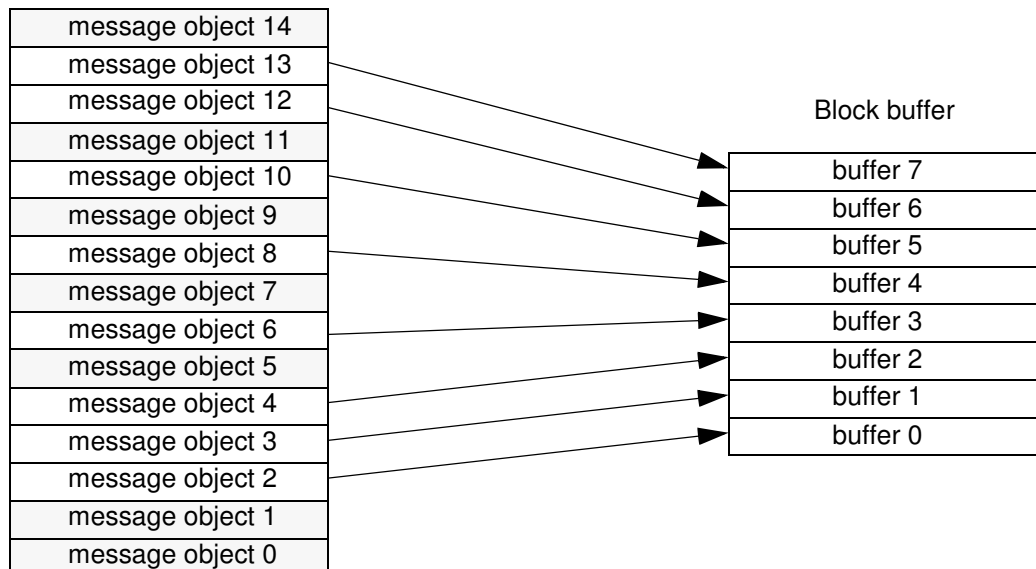 message object 14
message object 13
message object 12
message object 11
message object 10
message object 9
message object 8
message object 7
message object 6
message object 5
message object 4
message object 3
message object 2
message object 1
message object 0
Block buffer
buffer 7
buffer 6
buffer 5
buffer 4
buffer 3
buffer 2
buffer 1
buffer 0